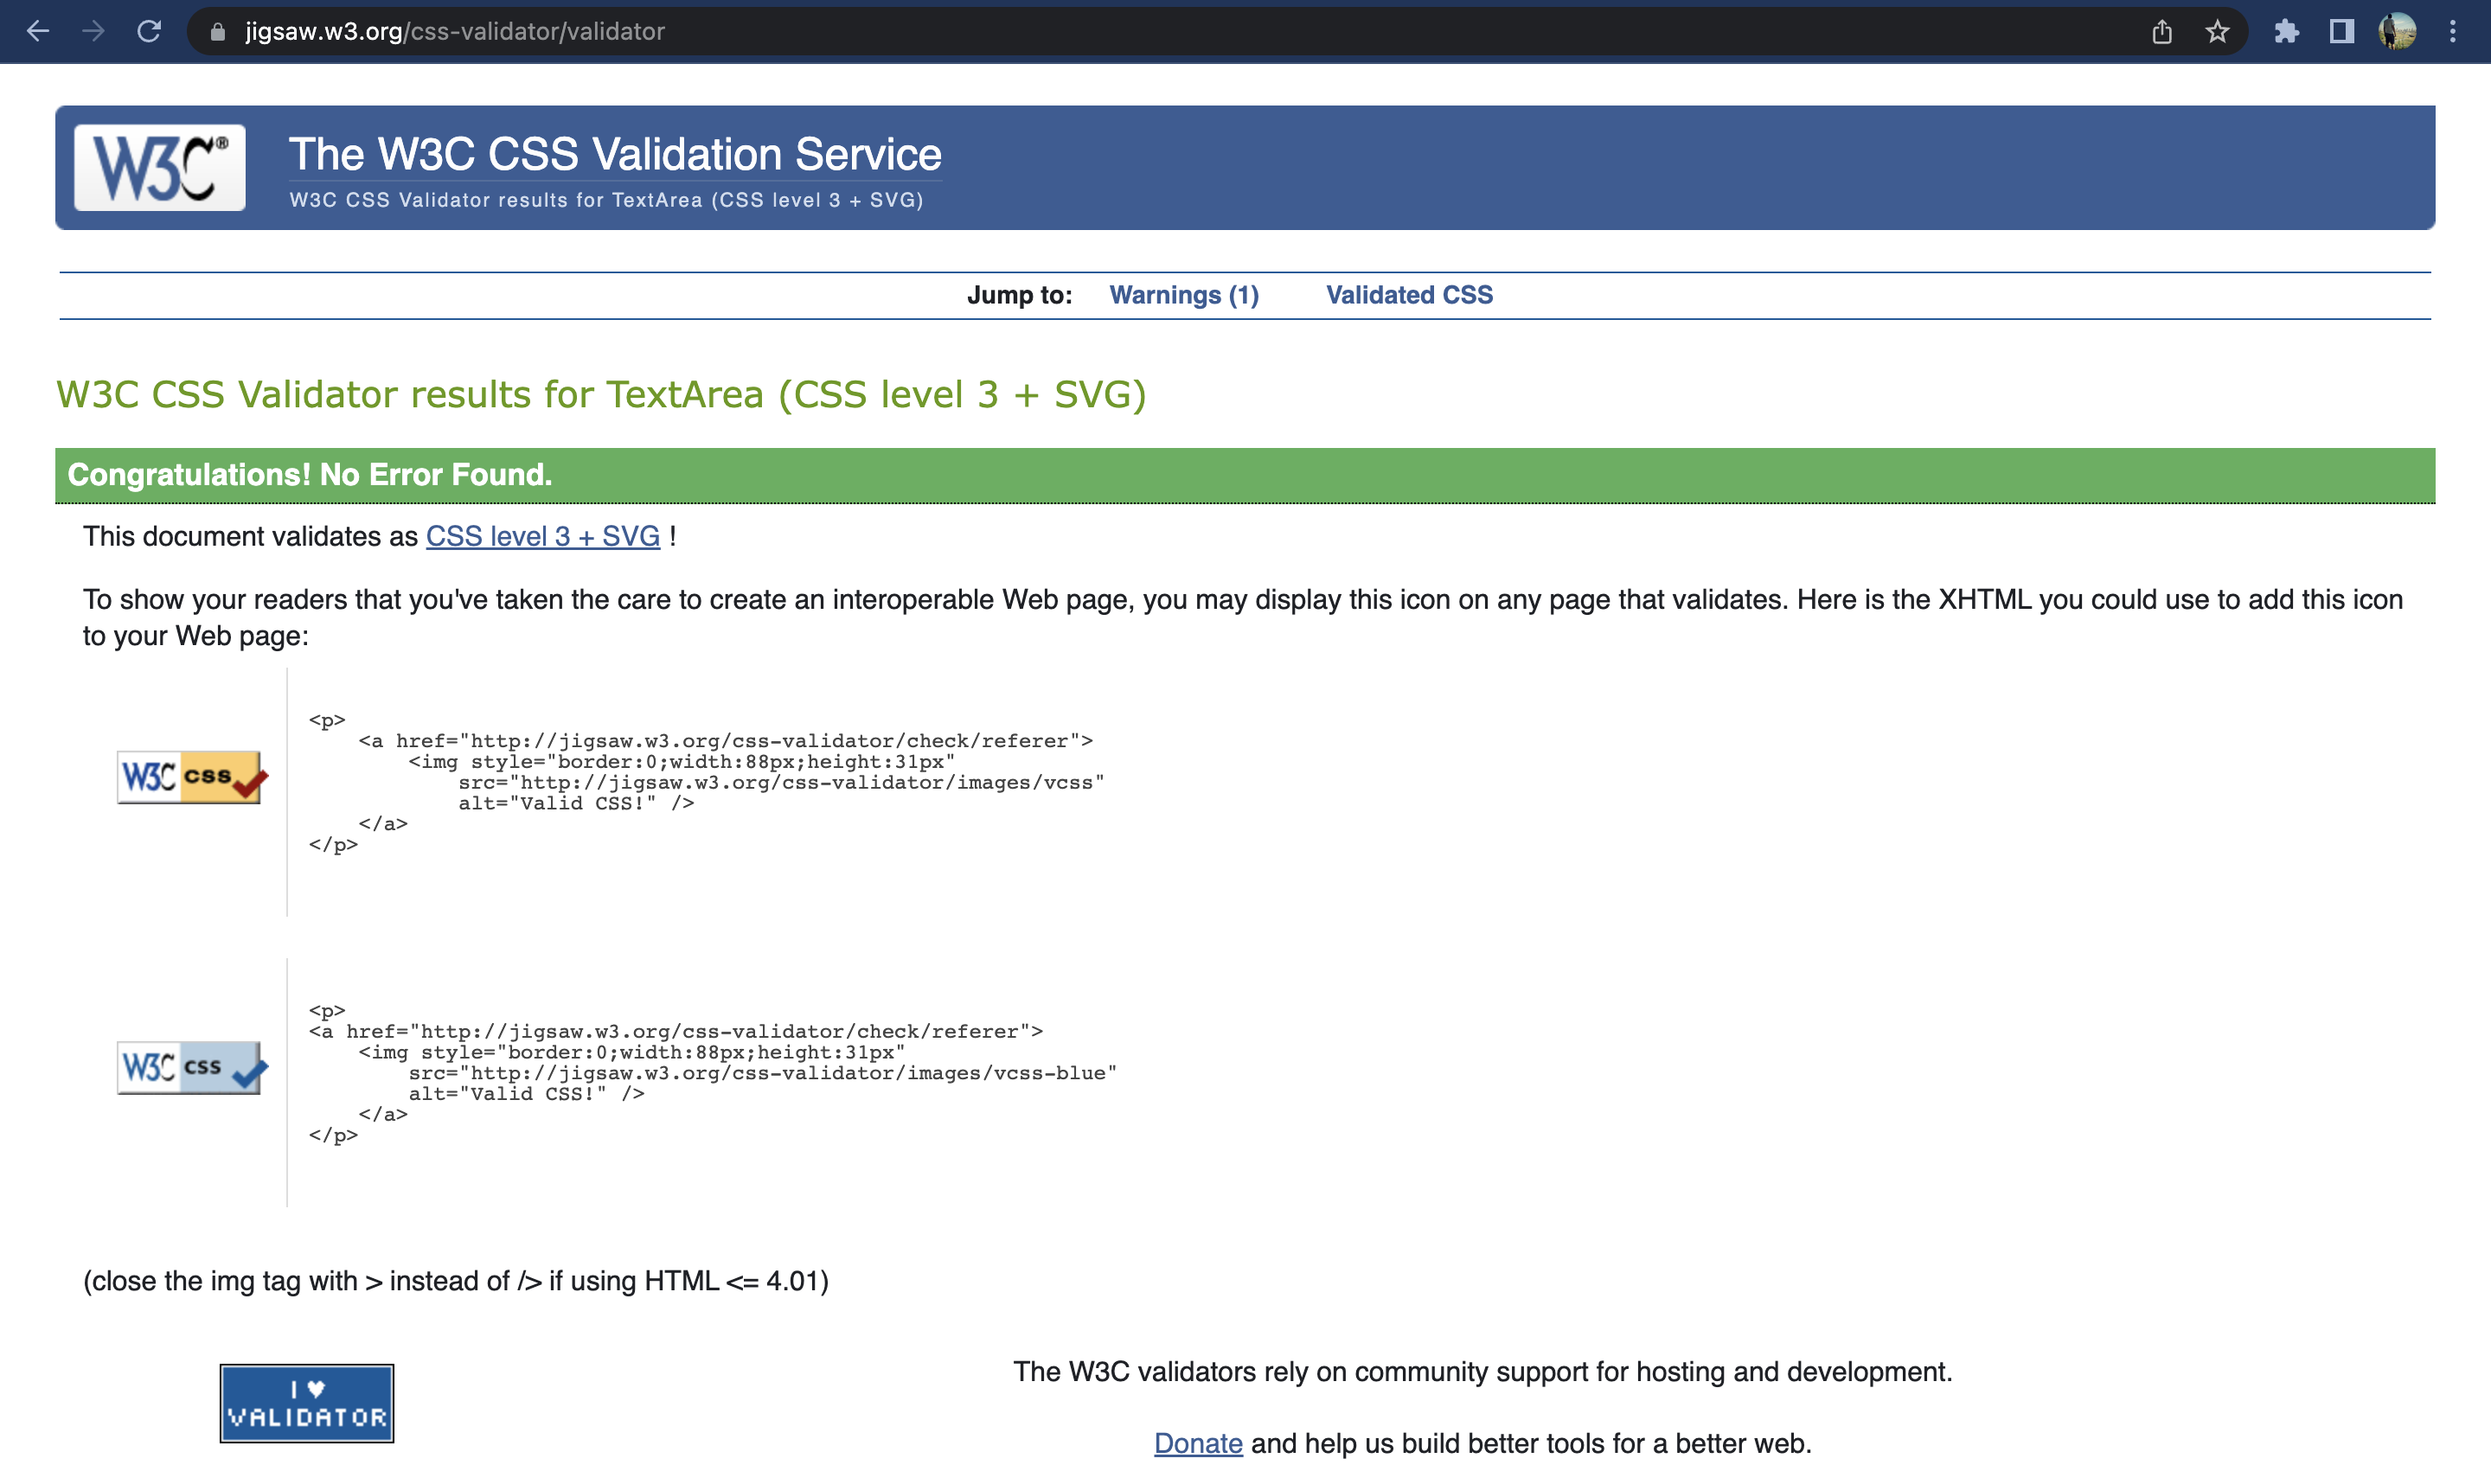 jigsaw.w3.org/css-validator/validator
W3C®
The W3C CSS Validation Service
W3C CSS Validator results for TextArea (CSS level 3 + SVG)
Jump to: Warnings (1) Validated CSS
W3C CSS Validator results for TextArea (CSS level 3 + SVG)
Congratulations! No Error Found.
This document validates as CSS level 3 + SVG !
To show your readers that you've taken the care to create an interoperable Web page, you may display this icon on any page that validates. Here is the XHTML you could use to add this icon
to your Web page:
W3C css
<p>
    <a href="http://jigsaw.w3.org/css-validator/check/referer">
        <img style="border:0;width:88px;height:31px"
            src="http://jigsaw.w3.org/css-validator/images/vcss"
            alt="Valid CSS!" />
    </a>
</p>
W3C css
<p>
<a href="http://jigsaw.w3.org/css-validator/check/referer">
    <img style="border:0;width:88px;height:31px"
        src="http://jigsaw.w3.org/css-validator/images/vcss-blue"
        alt="Valid CSS!" />
    </a>
</p>
(close the img tag with > instead of /> if using HTML <= 4.01)
I ♥
VALIDATOR
The W3C validators rely on community support for hosting and development.
Donate and help us build better tools for a better web.